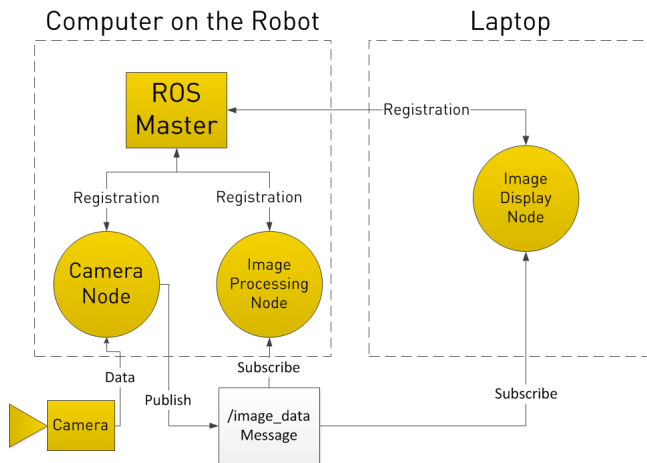 Computer on the Robot
Laptop
ROS
Master
Registration
Registration
Registration
Image
Display
Node
Camera
Node
Image
Processing
Node
Data
Publish
Subscribe
Subscribe
Camera
/image_data
Message